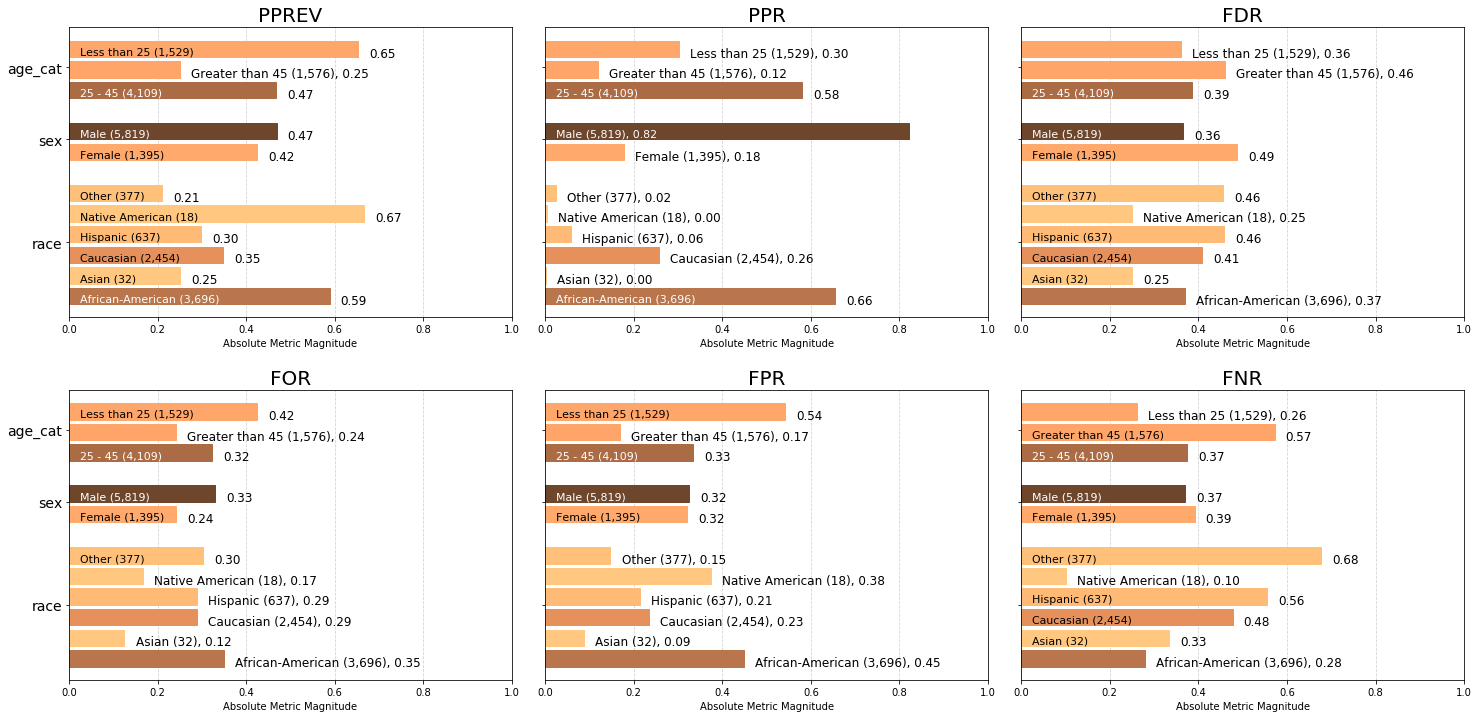 PPREV
age_cat
Less than 25 (1,529) 0.65
Greater than 45 (1,576), 0.25
25 - 45 (4,109) 0.47
sex
Male (5,819) 0.47
Female (1,395) 0.42
race
Other (377) 0.21
Native American (18) 0.67
Hispanic (637) 0.30
Caucasian (2,454) 0.35
Asian (32) 0.25
African-American (3,696) 0.59
0.0 0.2 0.4 0.6 0.8 1.0
Absolute Metric Magnitude
PPR
Less than 25 (1,529), 0.30
Greater than 45 (1,576), 0.12
25 - 45 (4,109) 0.58
Male (5,819), 0.82
Female (1,395), 0.18
Other (377), 0.02
Native American (18), 0.00
Hispanic (637), 0.06
Caucasian (2,454), 0.26
Asian (32), 0.00
African-American (3,696) 0.66
0.0 0.2 0.4 0.6 0.8 1.0
Absolute Metric Magnitude
FDR
Less than 25 (1,529), 0.36
Greater than 45 (1,576), 0.46
25 - 45 (4,109) 0.39
Male (5,819) 0.36
Female (1,395) 0.49
Other (377) 0.46
Native American (18), 0.25
Hispanic (637) 0.46
Caucasian (2,454) 0.41
Asian (32) 0.25
African-American (3,696), 0.37
0.0 0.2 0.4 0.6 0.8 1.0
Absolute Metric Magnitude
FOR
age_cat
Less than 25 (1,529) 0.42
Greater than 45 (1,576), 0.24
25 - 45 (4,109) 0.32
sex
Male (5,819) 0.33
Female (1,395) 0.24
race
Other (377) 0.30
Native American (18), 0.17
Hispanic (637), 0.29
Caucasian (2,454), 0.29
Asian (32), 0.12
African-American (3,696), 0.35
0.0 0.2 0.4 0.6 0.8 1.0
Absolute Metric Magnitude
FPR
Less than 25 (1,529) 0.54
Greater than 45 (1,576), 0.17
25 - 45 (4,109) 0.33
Male (5,819) 0.32
Female (1,395) 0.32
Other (377), 0.15
Native American (18), 0.38
Hispanic (637), 0.21
Caucasian (2,454), 0.23
Asian (32), 0.09
African-American (3,696), 0.45
0.0 0.2 0.4 0.6 0.8 1.0
Absolute Metric Magnitude
FNR
Less than 25 (1,529), 0.26
Greater than 45 (1,576) 0.57
25 - 45 (4,109) 0.37
Male (5,819) 0.37
Female (1,395) 0.39
Other (377) 0.68
Native American (18), 0.10
Hispanic (637) 0.56
Caucasian (2,454) 0.48
Asian (32) 0.33
African-American (3,696), 0.28
0.0 0.2 0.4 0.6 0.8 1.0
Absolute Metric Magnitude